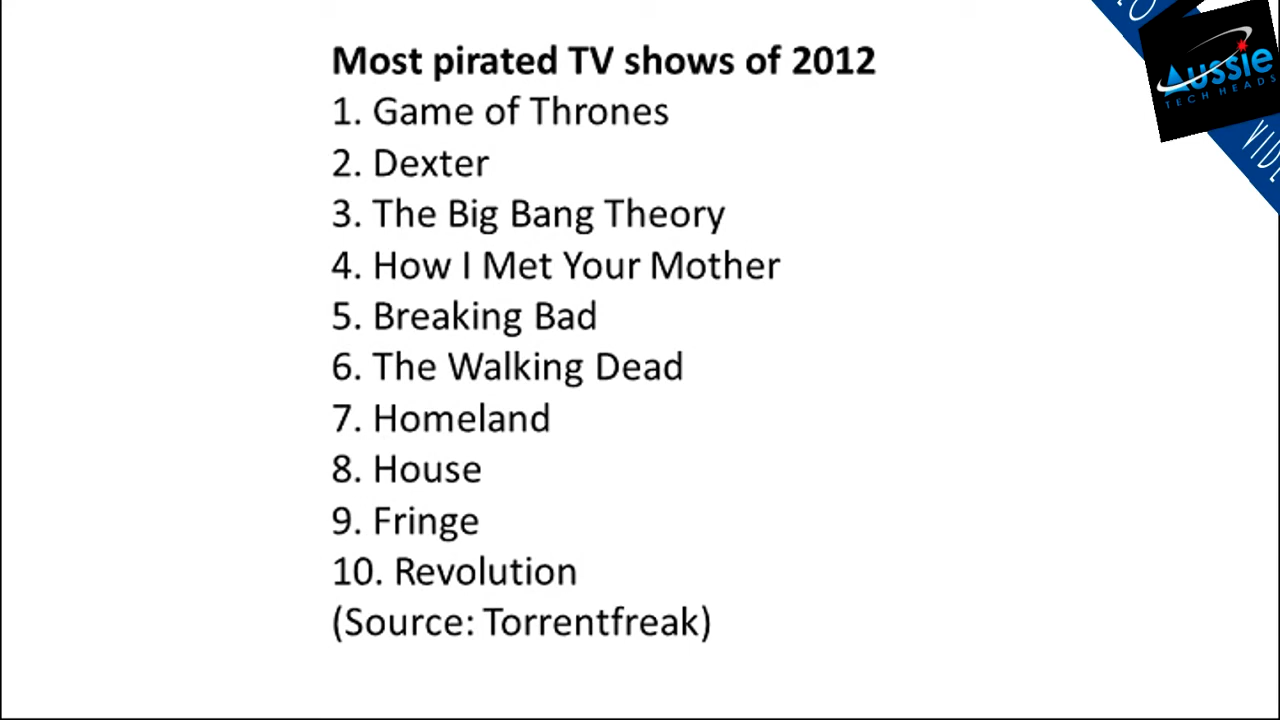 Most pirated TV shows of 2012
1. Game of Thrones
2. Dexter
3. The Big Bang Theory
4. How I Met Your Mother
5. Breaking Bad
6. The Walking Dead
7. Homeland
8. House
9. Fringe
10. Revolution
(Source: Torrentfreak)
Aussie
TECH HEADS